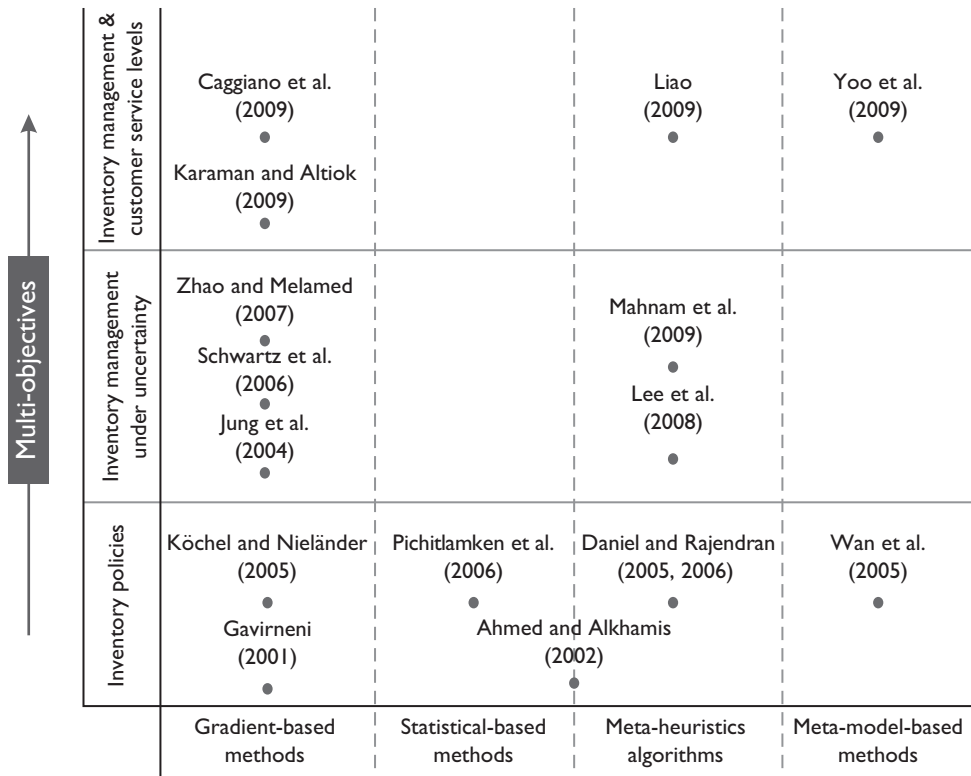 Multi-objectives
Inventory management &
customer service levels
Caggiano et al.
(2009)
Karaman and Altiok
(2009)
Liao
(2009)
Yoo et al.
(2009)
Inventory management
under uncertainty
Zhao and Melamed
(2007)
Schwartz et al.
(2006)
Jung et al.
(2004)
Mahnam et al.
(2009)
Lee et al.
(2008)
Inventory policies
Köchel and Nieländer
(2005)
Gavirneni
(2001)
Pichitlamken et al.
(2006)
Ahmed and Alkhamis
(2002)
Daniel and Rajendran
(2005, 2006)
Wan et al.
(2005)
Gradient-based
methods
Statistical-based
methods
Meta-heuristics
algorithms
Meta-model-based
methods